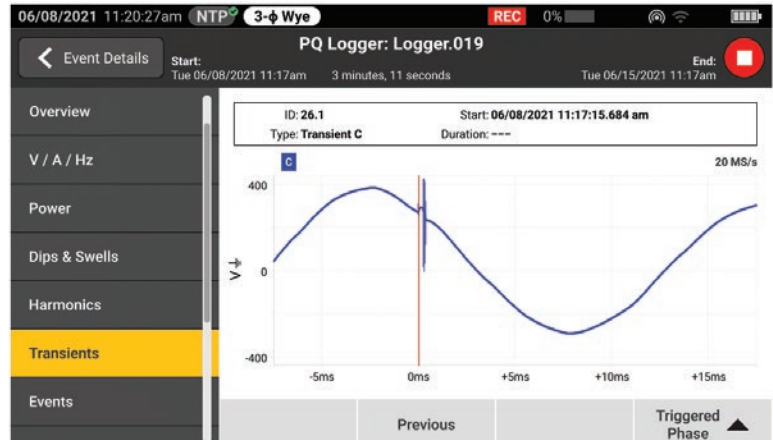 06/08/2021 11:20:27am NTP 3-ϕ Wye REC 0%
PQ Logger: Logger.019
Event Details
Start:
Tue 06/08/2021 11:17am
3 minutes, 11 seconds
End:
Tue 06/15/2021 11:17am
Overview
V / A / Hz
Power
Dips & Swells
Harmonics
Transients
Events
ID: 26.1
Start: 06/08/2021 11:17:15.684 am
Type: Transient C
Duration: ---
C
20 MS/s
400
V
0
-400
-5ms 0ms +5ms +10ms +15ms
Previous
Triggered
Phase